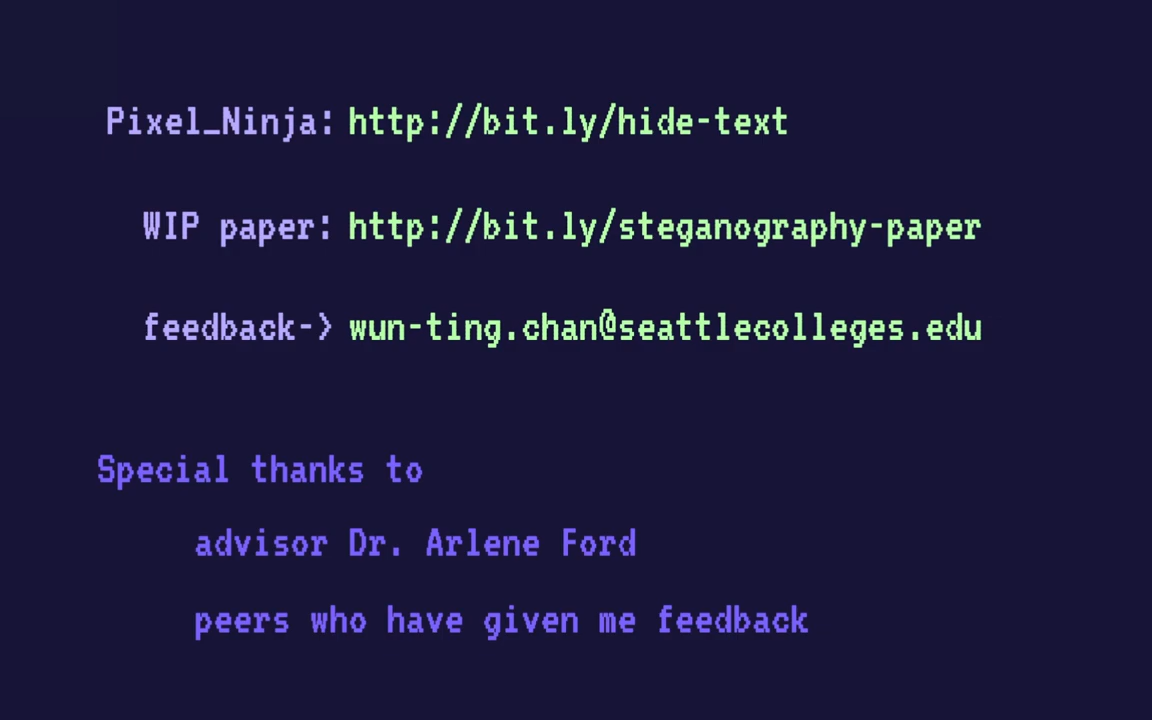 Pixel_Ninja: http://bit.ly/hide-text
WIP paper: http://bit.ly/steganography-paper
feedback-> wun-ting.chan@seattlecolleges.edu
Special thanks to
advisor Dr. Arlene Ford
peers who have given me feedback